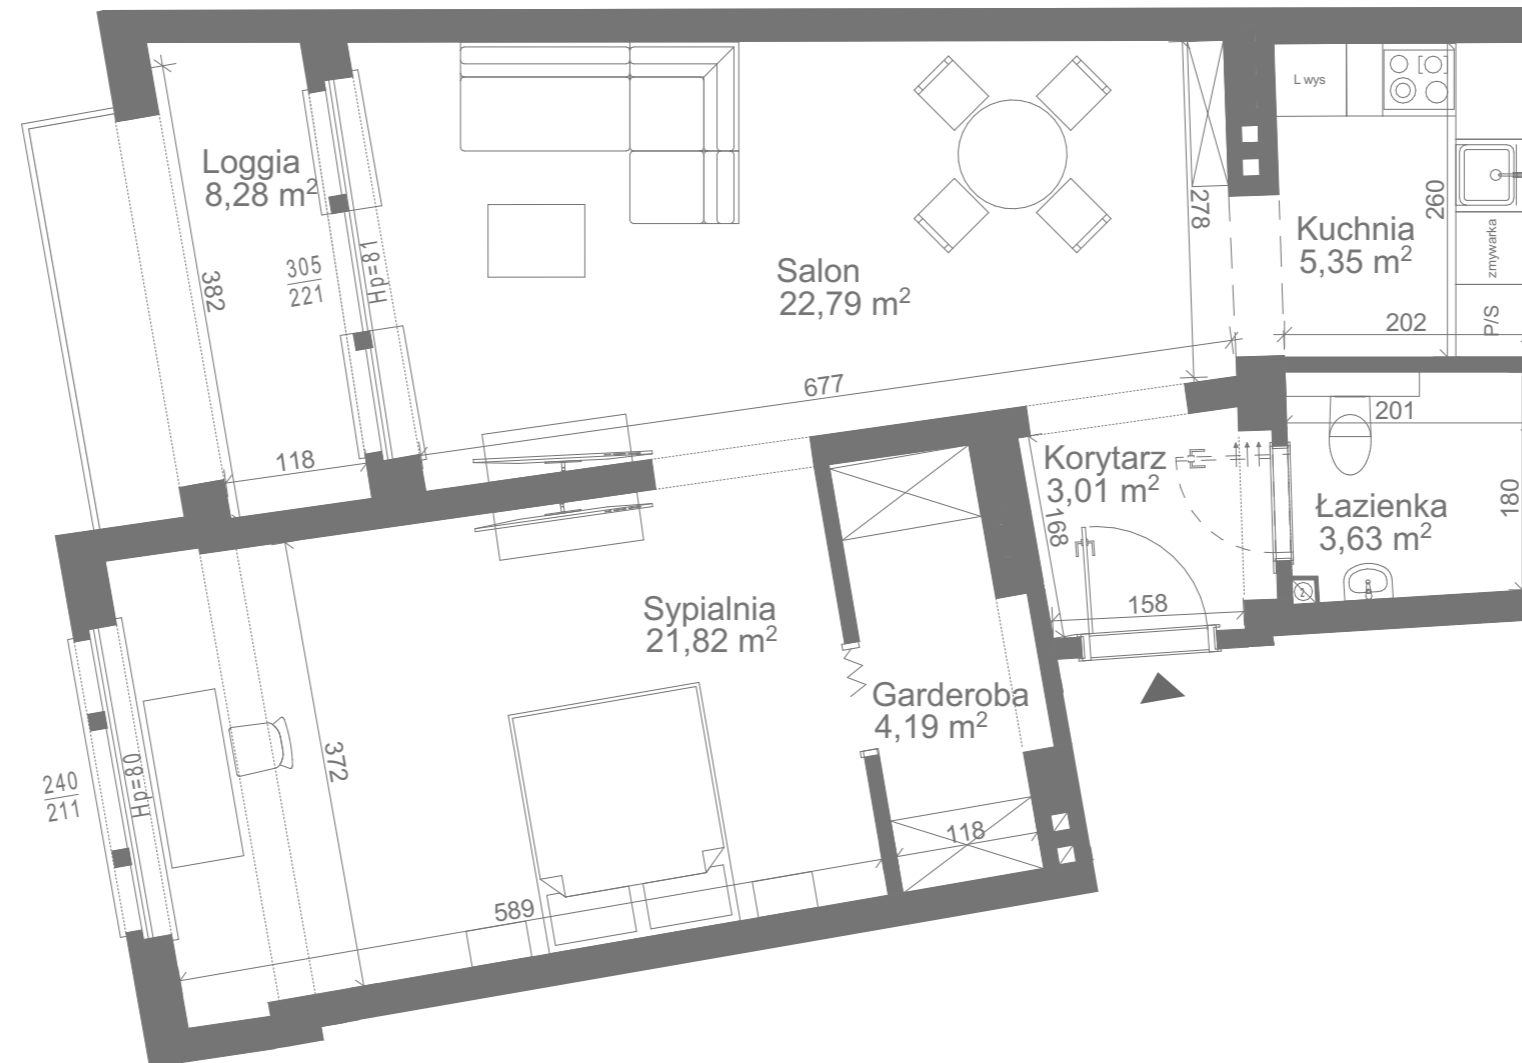 L wys
Loggia
8,28 m²
382
305
221
Hp=81
Salon
22,79 m²
278
260
Kuchnia
5,35 m²
zmywarka
P/S
202
677
201
118
Korytarz
3,01 m²
168
158
Łazienka
3,63 m²
180
Sypialnia
21,82 m²
Garderoba
4,19 m²
372
240
211
Hp=80
118
589